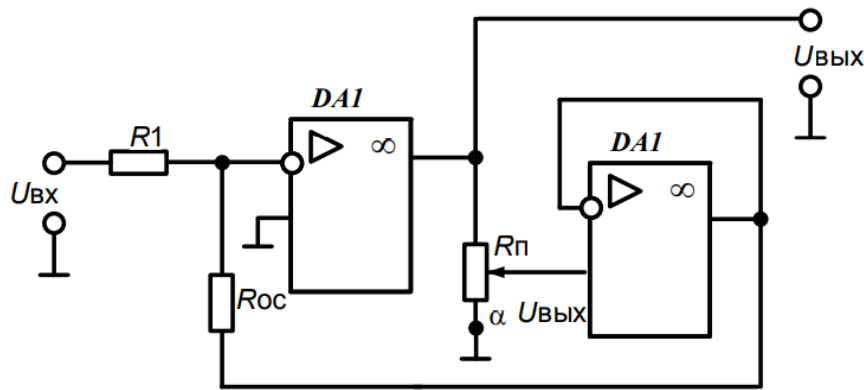 Uвых
DA1
R1
∞
DA1
Uвх
∞
Rп
Rос
α Uвых